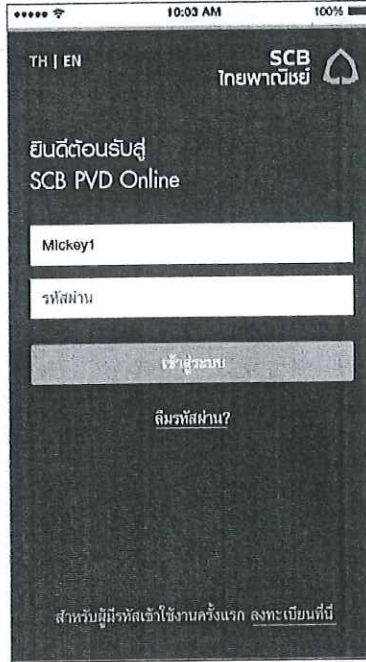 10:03 AM
100%
TH | EN
SCB
ไทยพาณิชย์
ยินดีต้อนรับสู่
SCB PVD Online
Mickey1
รหัสผ่าน
เข้าสู่ระบบ
ลืมรหัสผ่าน?
สำหรับผู้มีรหัสเข้าใช้งานครั้งแรก ลงทะเบียนที่นี่